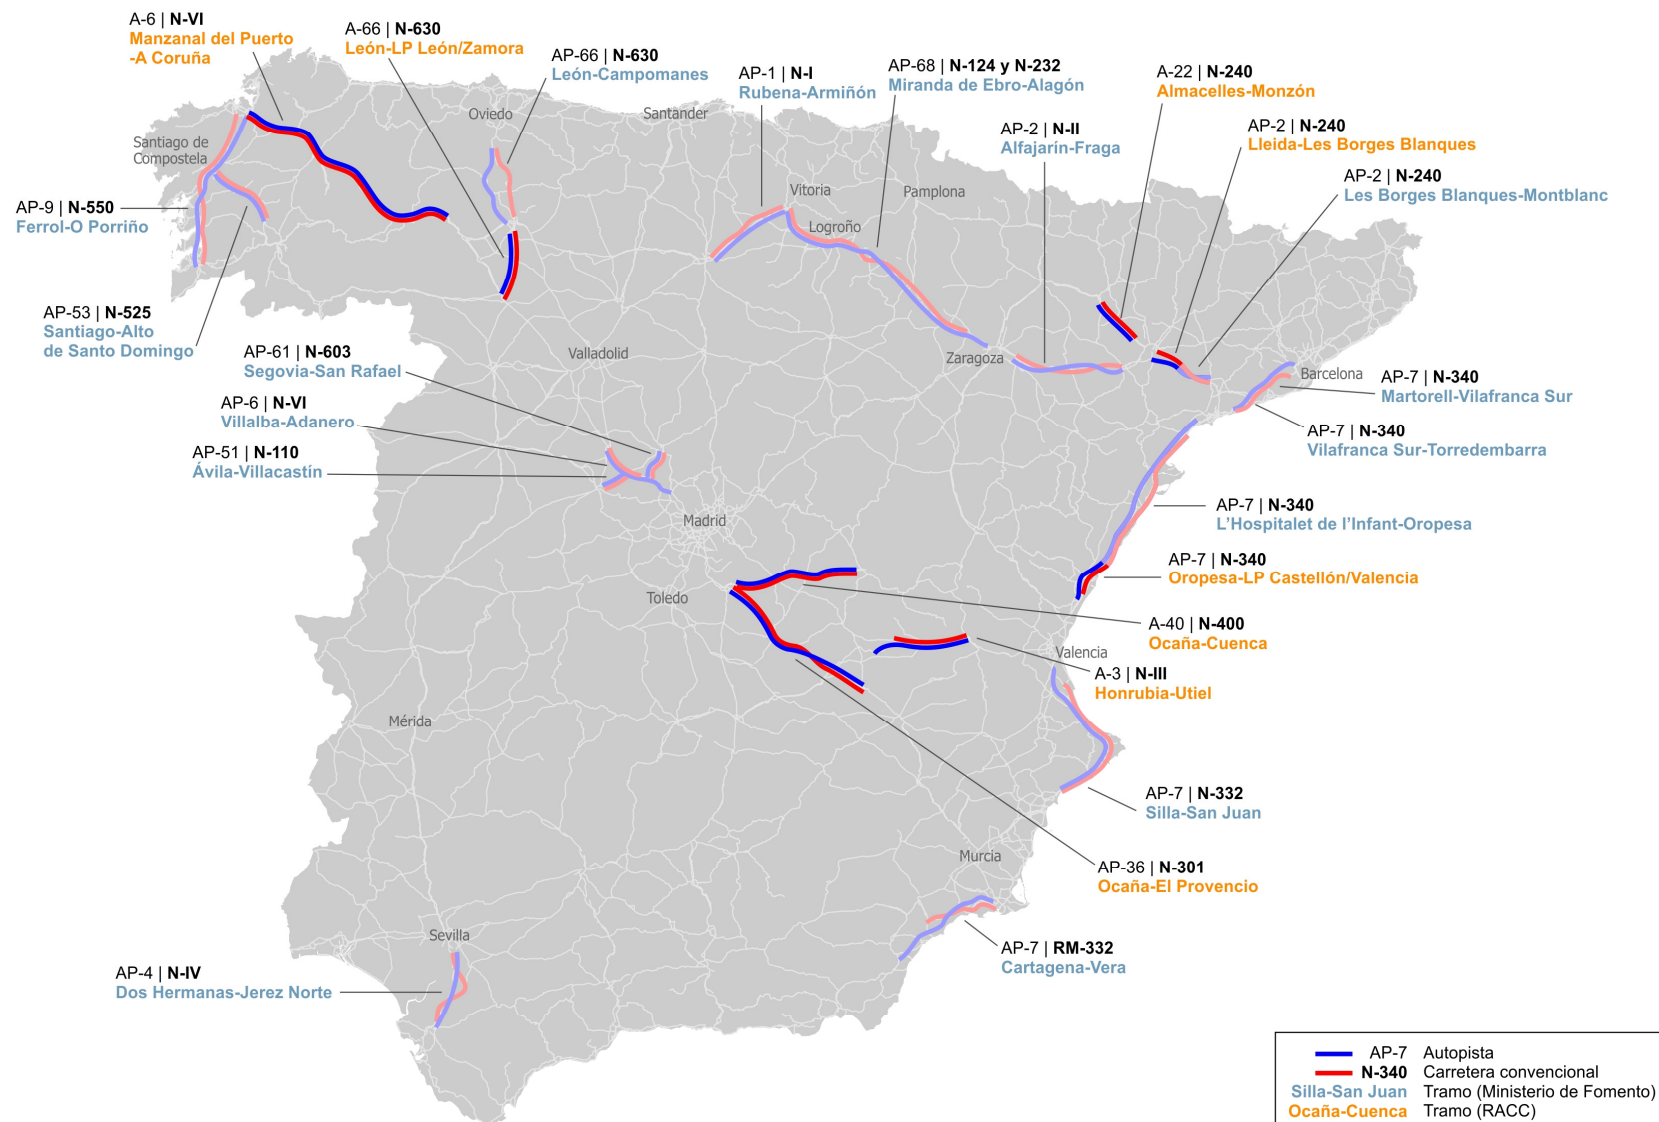 A-6 | N-VI
Manzanal del Puerto
-A Coruña
A-66 | N-630
León-LP León/Zamora
AP-66 | N-630
León-Campomanes
AP-1 | N-I
Rubena-Armiñón
AP-68 | N-124 y N-232
Miranda de Ebro-Alagón
A-22 | N-240
Almacelles-Monzón
AP-2 | N-II
Alfajarín-Fraga
AP-2 | N-240
Lleida-Les Borges Blanques
AP-2 | N-240
Les Borges Blanques-Montblanc
Oviedo
Santander
Santiago de
Compostela
Vitoria
Pamplona
Logroño
AP-9 | N-550
Ferrol-O Porriño
AP-53 | N-525
Santiago-Alto
de Santo Domingo
AP-61 | N-603
Segovia-San Rafael
AP-6 | N-VI
Villalba-Adanero
AP-51 | N-110
Ávila-Villacastín
Valladolid
Zaragoza
Barcelona
AP-7 | N-340
Martorell-Vilafranca Sur
AP-7 | N-340
Vilafranca Sur-Torredembarra
AP-7 | N-340
L'Hospitalet de l'Infant-Oropesa
AP-7 | N-340
Oropesa-LP Castellón/Valencia
Madrid
Toledo
A-40 | N-400
Ocaña-Cuenca
Valencia
A-3 | N-III
Honrubia-Utiel
Mérida
AP-7 | N-332
Silla-San Juan
Murcia
AP-36 | N-301
Ocaña-El Provencio
Sevilla
AP-7 | RM-332
Cartagena-Vera
AP-4 | N-IV
Dos Hermanas-Jerez Norte
AP-7 Autopista
N-340 Carretera convencional
Silla-San Juan Tramo (Ministerio de Fomento)
Ocaña-Cuenca Tramo (RACC)